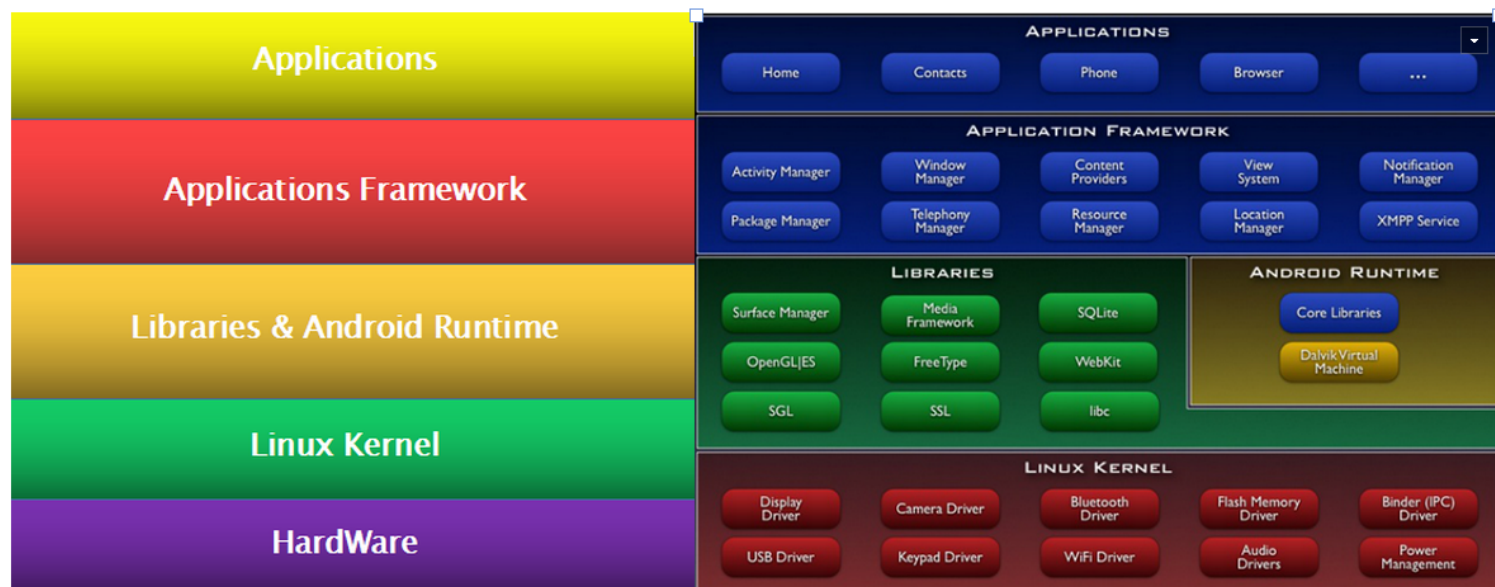 Applications
Applications Framework
Libraries & Android Runtime
Linux Kernel
HardWare
APPLICATIONS
Home
Contacts
Phone
Browser
...
APPLICATION FRAMEWORK
Activity Manager
Window
Manager
Content
Providers
View
System
Notification
Manager
Package Manager
Telephony
Manager
Resource
Manager
Location
Manager
XMPP Service
LIBRARIES
Surface Manager
Media
Framework
SQLite
OpenGL|ES
FreeType
WebKit
SGL
SSL
libc
ANDROID RUNTIME
Core Libraries
Dalvik Virtual
Machine
LINUX KERNEL
Display
Driver
Camera Driver
Bluetooth
Driver
Flash Memory
Driver
Binder (IPC)
Driver
USB Driver
Keypad Driver
WiFi Driver
Audio
Drivers
Power
Management